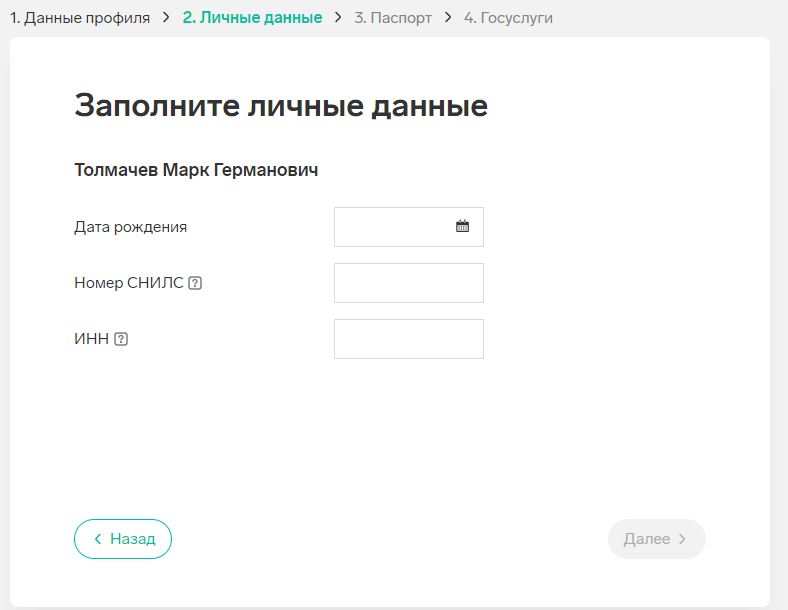 1. Данные профиля > 2. Личные данные > 3. Паспорт > 4. Госуслуги
Заполните личные данные
Толмачев Марк Германович
Дата рождения
Номер СНИЛС ?
ИНН ?
< Назад
Далее >